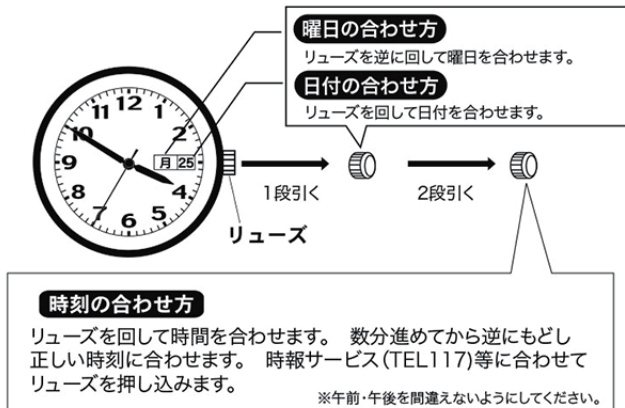 曜日の合わせ方
リューズを逆に回して曜日を合わせます。
日付の合わせ方
リューズを回して日付を合わせます。
12
11 1
10 2
9 月 25
8 4
7 5
6
1段引く
2段引く
リューズ
時刻の合わせ方
リューズを回して時間を合わせます。 数分進めてから逆にもどし
正しい時刻に合わせます。 時報サービス(TEL117)等に合わせて
リューズを押し込みます。
※午前・午後を間違えないようにしてください。